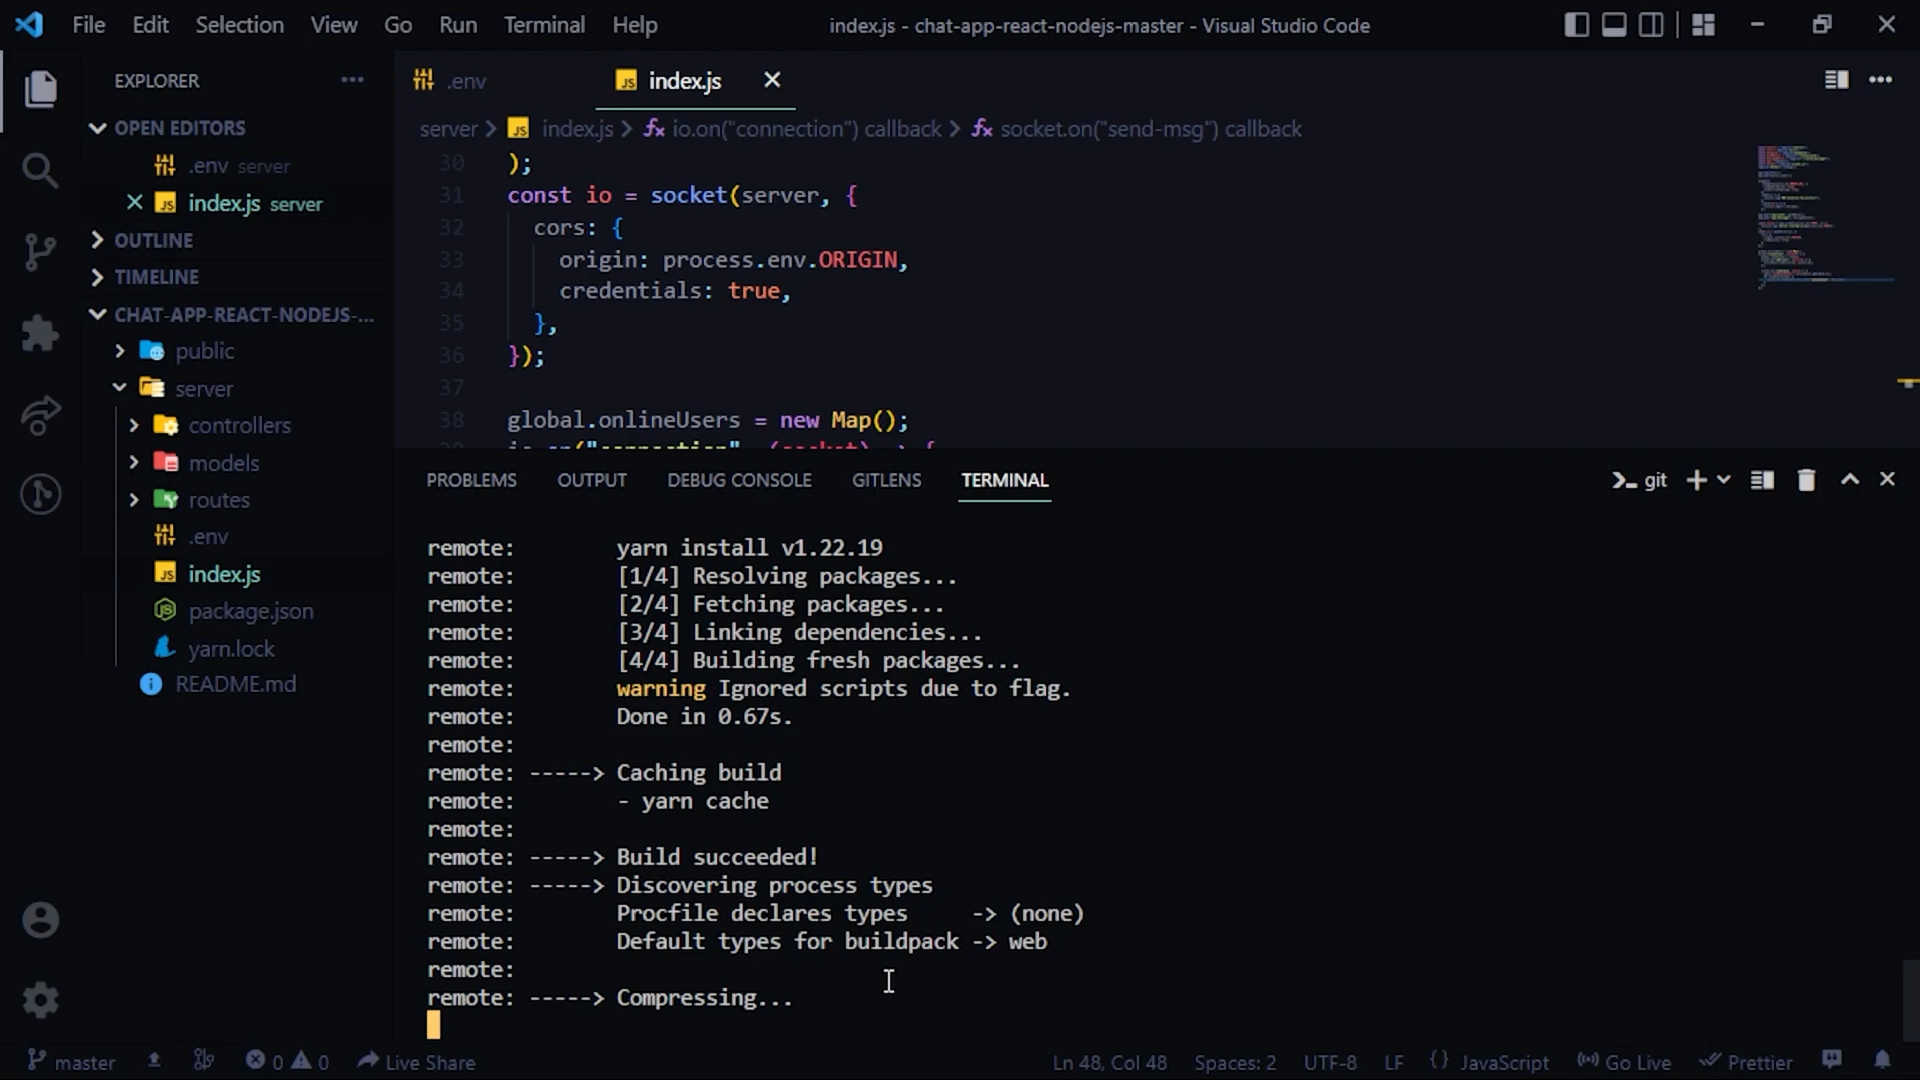 File Edit Selection View Go Run Terminal Help index.js - chat-app-react-nodejs-master - Visual Studio Code
EXPLORER
OPEN EDITORS
.env server
index.js server
OUTLINE
TIMELINE
CHAT-APP-REACT-NODEJS-...
public
server
controllers
models
routes
.env
index.js
package.json
yarn.lock
README.md
.env index.js
server > index.js > io.on("connection") callback > socket.on("send-msg") callback
30 );
31 const io = socket(server, {
32 cors: {
33 origin: process.env.ORIGIN,
34 credentials: true,
35 },
36 });
37
38 global.onlineUsers = new Map();
PROBLEMS OUTPUT DEBUG CONSOLE GITLENS TERMINAL git
remote: yarn install v1.22.19
remote: [1/4] Resolving packages...
remote: [2/4] Fetching packages...
remote: [3/4] Linking dependencies...
remote: [4/4] Building fresh packages...
remote: warning Ignored scripts due to flag.
remote: Done in 0.67s.
remote:
remote: -----> Caching build
remote: - yarn cache
remote:
remote: -----> Build succeeded!
remote: -----> Discovering process types
remote: Procfile declares types -> (none)
remote: Default types for buildpack -> web
remote:
remote: -----> Compressing...
master 0 0 Live Share Ln 48, Col 48 Spaces: 2 UTF-8 LF {} JavaScript Go Live Prettier